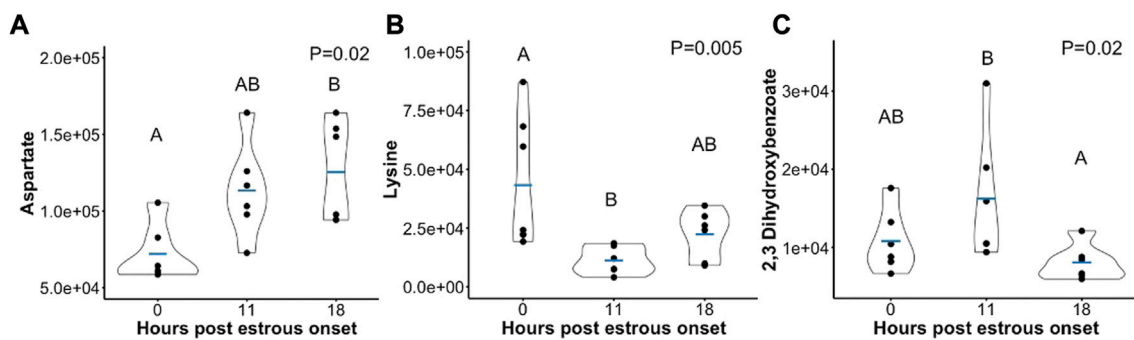 A
B
C
P=0.02
2.0e+05
1.5e+05
1.0e+05
5.0e+04
Aspartate
A
AB
B
0
11
18
Hours post estrous onset
P=0.005
1.0e+05
7.5e+04
5.0e+04
2.5e+04
0.0e+00
Lysine
A
B
AB
0
11
18
Hours post estrous onset
P=0.02
3e+04
2e+04
1e+04
2,3 Dihydroxybenzoate
AB
B
A
0
11
18
Hours post estrous onset